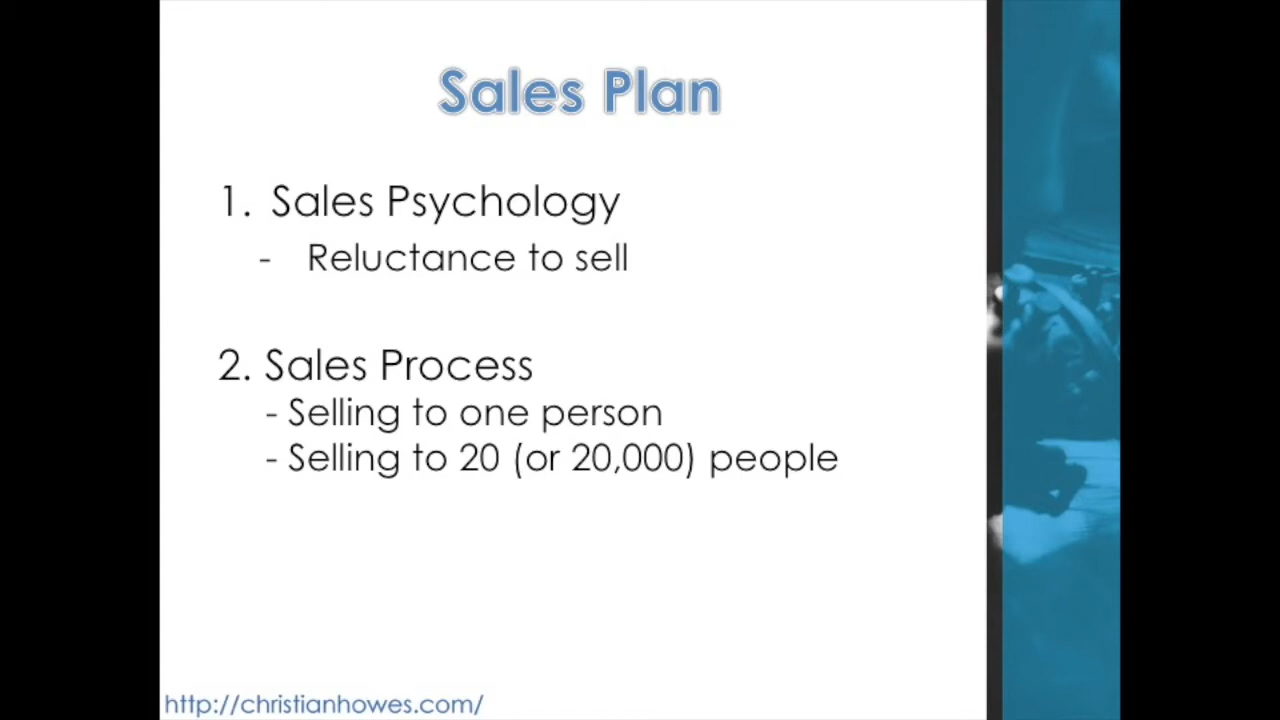 Sales Plan
1. Sales Psychology
- Reluctance to sell
2. Sales Process
- Selling to one person
- Selling to 20 (or 20,000) people
http://christianhowes.com/